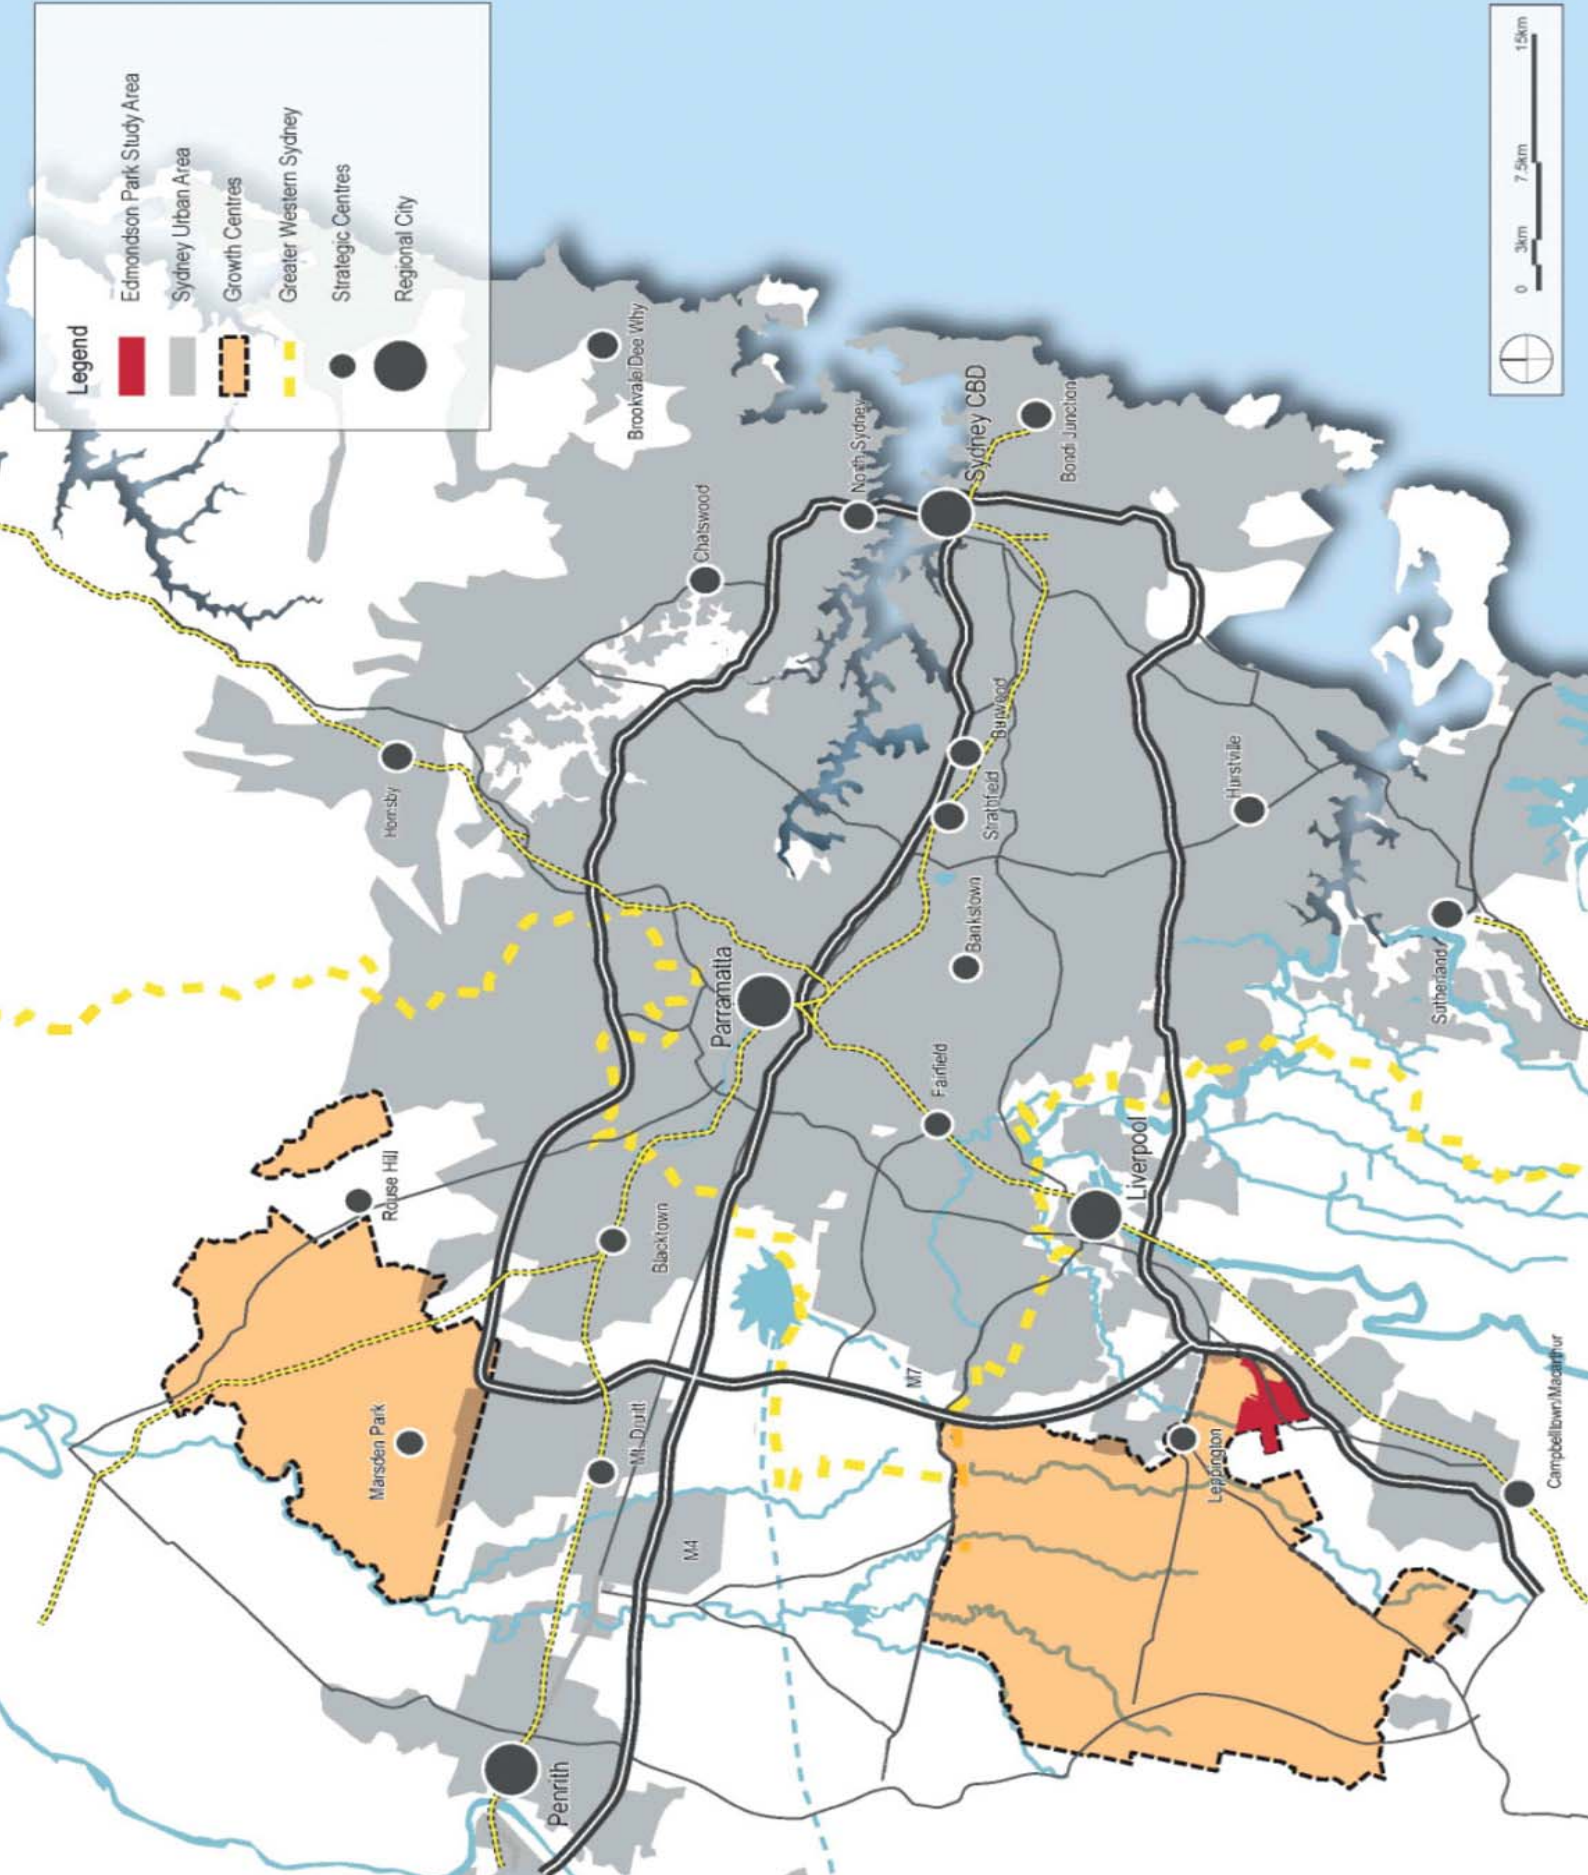 Legend
Edmondson Park Study Area
Sydney Urban Area
Growth Centres
Greater Western Sydney
Strategic Centres
Regional City
0
3km
7.5km
15km
Brookvale/Dee Why
Hornsby
Chatswood
North Sydney
Sydney CBD
Bondi Junction
Rouse Hill
Marsden Park
Parramatta
Burwood
Strathfield
Bankstown
Hurstville
Sutherland
Blacktown
Fairfield
Liverpool
Mt. Druitt
M7
M4
Leppington
Penrith
Campbelltown/Macarthur